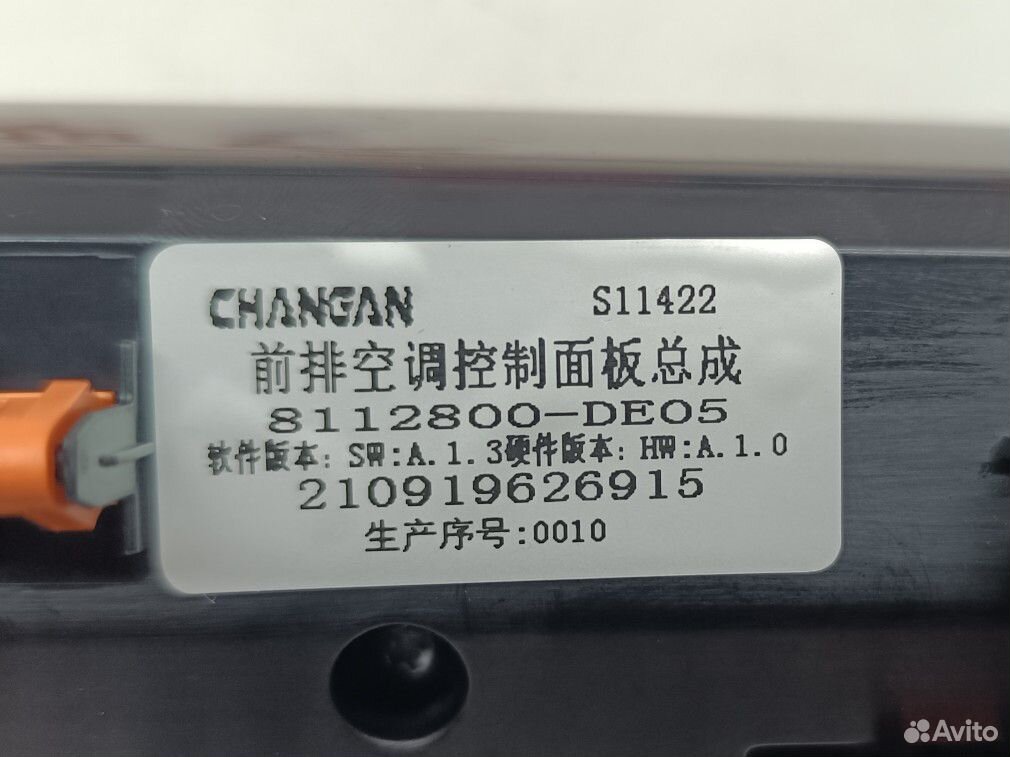 CHANGAN S11422
前排空调控制面板总成
8112800-DE05
软件版本: SW:A.1.3硬件版本: HW:A.1.0
210919626915
生产序号:0010
Avito